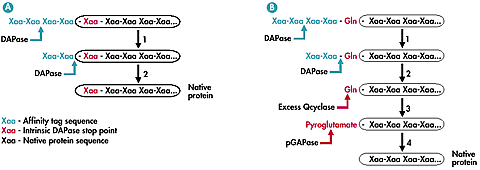 A
Xaa-Xaa Xaa-Xaa - Xaa -Xaa-Xaa Xaa-Xaa...
DAPase
1
Xaa-Xaa - Xaa -Xaa-Xaa Xaa-Xaa...
DAPase
2
- Xaa -Xaa-Xaa Xaa-Xaa...
Native
protein
Xaa - Affinity tag sequence
Xaa - Intrinsic DAPase stop point
Xaa - Native protein sequence
B
Xaa-Xaa Xaa-Xaa - Gln - Xaa-Xaa Xaa-Xaa...
DAPase
1
Xaa-Xaa - Gln - Xaa-Xaa Xaa-Xaa...
DAPase
2
Gln - Xaa-Xaa Xaa-Xaa...
Excess Qcyclase
3
Pyroglutamate - Xaa-Xaa Xaa-Xaa...
pGAPase
4
Xaa-Xaa Xaa-Xaa...
Native
protein